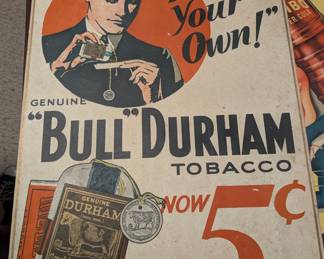 Your
Own!"
GENUINE
"BULL" DURHAM
TOBACCO
NOW 5¢
GENUINE
DURHAM